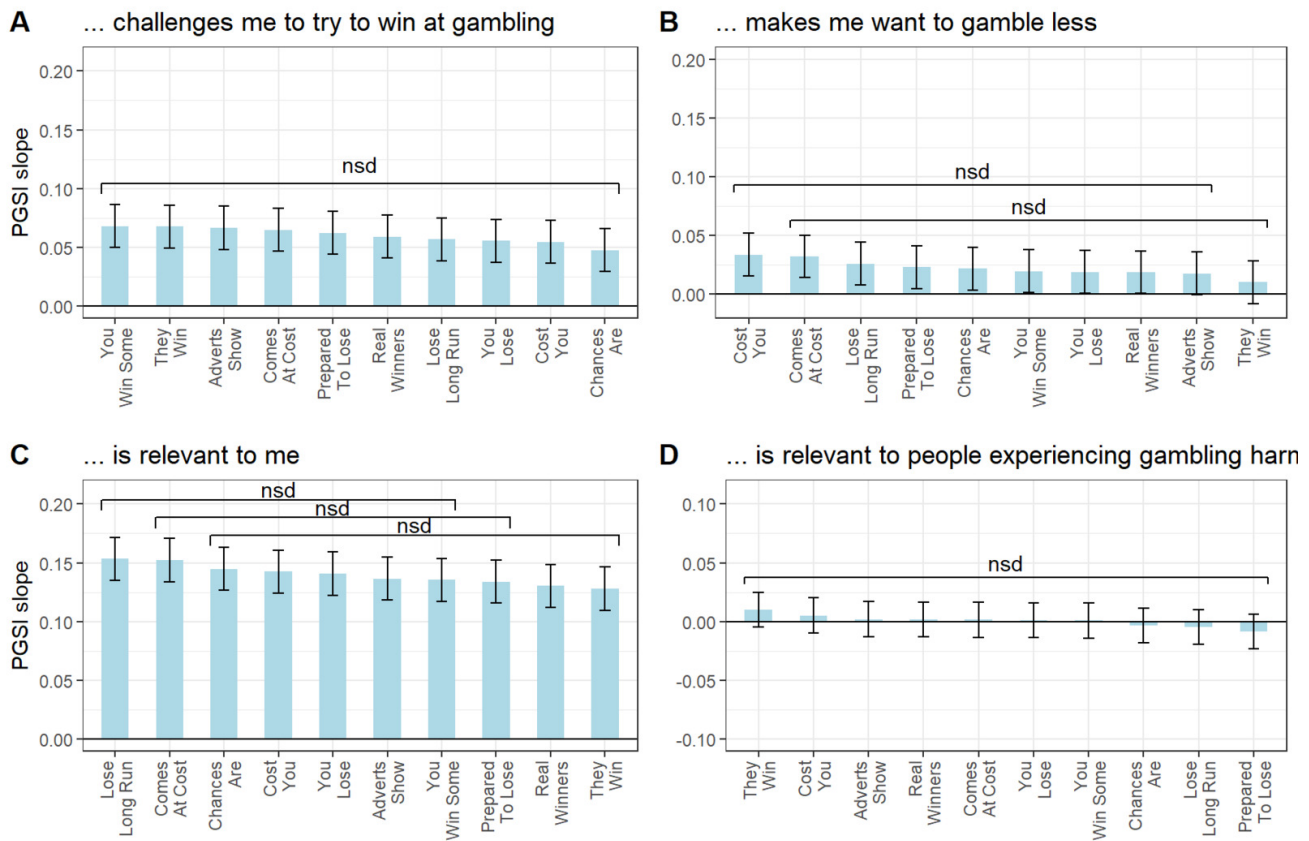 A ... challenges me to try to win at gambling
PGSI slope
0.20
0.15
0.10
0.05
0.00
nsd
You
Win Some
They
Win
Adverts
Show
Comes
At Cost
Prepared
To Lose
Real
Winners
Lose
Long Run
You
Lose
Cost
You
Chances
Are
B ... makes me want to gamble less
0.20
0.15
0.10
0.05
0.00
nsd
nsd
Cost
You
Comes
At Cost
Lose
Long Run
Prepared
To Lose
Chances
Are
You
Win Some
You
Lose
Real
Winners
Adverts
Show
They
Win
C ... is relevant to me
PGSI slope
0.20
0.15
0.10
0.05
0.00
nsd
nsd
nsd
Lose
Long Run
Comes
At Cost
Chances
Are
Cost
You
You
Lose
Adverts
Show
You
Win Some
Prepared
To Lose
Real
Winners
They
Win
D ... is relevant to people experiencing gambling harm
0.10
0.05
0.00
-0.05
-0.10
nsd
They
Win
Cost
You
Adverts
Show
Real
Winners
Comes
At Cost
You
Lose
You
Win Some
Chances
Are
Lose
Long Run
Prepared
To Lose